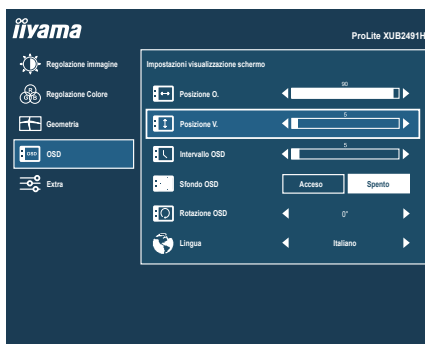 iiyama
ProLite XUB2491H
Regolazione immagine
Regolazione Colore
Geometria
OSD OSD
Extra
Impostazioni visualizzazione schermo
Posizione O. 90
Posizione V. 5
Intervallo OSD 5
Sfondo OSD Acceso Spento
Rotazione OSD 0°
Lingua Italiano